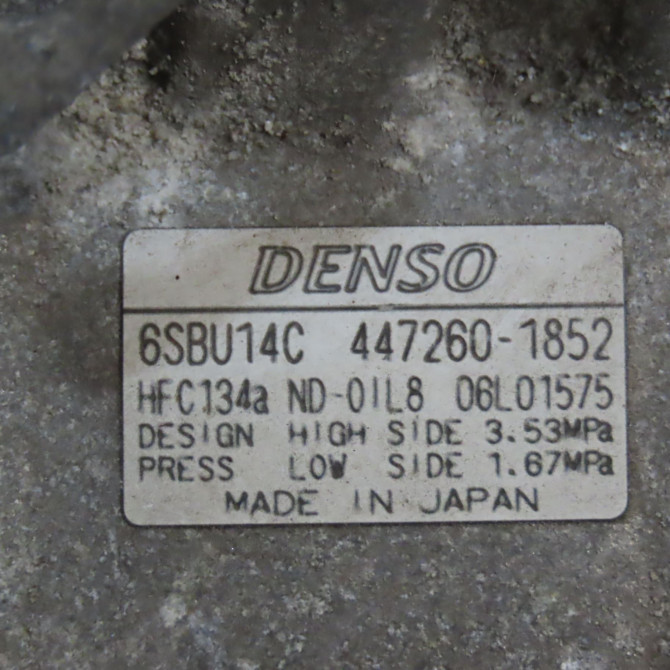 DENSO
6SBU14C 447260-1852
HFC134a ND-OIL8 06L01575
DESIGN HIGH SIDE 3.53MPa
PRESS LOW SIDE 1.67MPa
MADE IN JAPAN